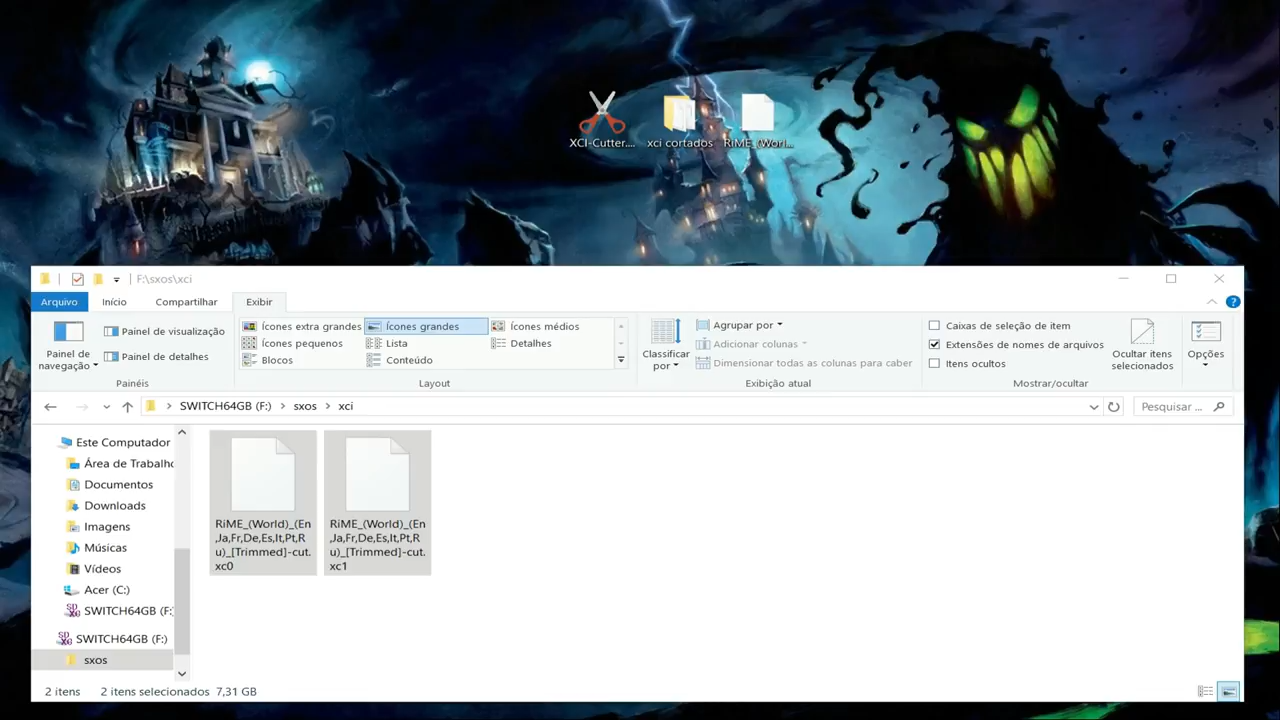 XCI-Cutter....
xci cortados
RiME_(Worl...
F:\sxos\xci
Arquivo
Início
Compartilhar
Exibir
Painel de navegação
Painel de visualização
Painel de detalhes
Painéis
Ícones extra grandes
Ícones grandes
Ícones médios
Ícones pequenos
Lista
Detalhes
Blocos
Conteúdo
Layout
Classificar por
Agrupar por
Adicionar colunas
Dimensionar todas as colunas para caber
Exibição atual
Caixas de seleção de item
Extensões de nomes de arquivos
Itens ocultos
Ocultar itens selecionados
Mostrar/ocultar
Opções
SWITCH64GB (F:)
sxos
xci
Pesquisar ...
Este Computador
Área de Trabalho
Documentos
Downloads
Imagens
Músicas
Vídeos
Acer (C:)
SWITCH64GB (F:
SWITCH64GB (F:)
sxos
RiME_(World)_(En
,Ja,Fr,De,Es,It,Pt,R
u)_[Trimmed]-cut.
xc0
RiME_(World)_(En
,Ja,Fr,De,Es,It,Pt,R
u)_[Trimmed]-cut.
xc1
2 itens
2 itens selecionados 7,31 GB